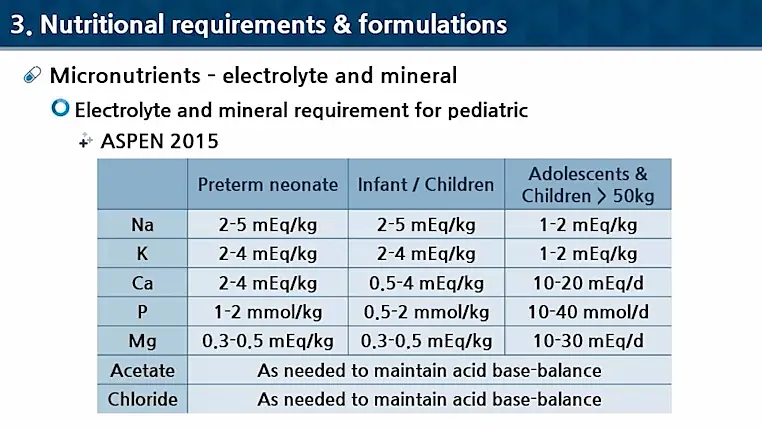 3. Nutritional requirements & formulations
Micronutrients - electrolyte and mineral
Electrolyte and mineral requirement for pediatric
ASPEN 2015
Preterm neonate Infant / Children Adolescents & Children > 50kg
Na 2-5 mEq/kg 2-5 mEq/kg 1-2 mEq/kg
K 2-4 mEq/kg 2-4 mEq/kg 1-2 mEq/kg
Ca 2-4 mEq/kg 0.5-4 mEq/kg 10-20 mEq/d
P 1-2 mmol/kg 0.5-2 mmol/kg 10-40 mmol/d
Mg 0.3-0.5 mEq/kg 0.3-0.5 mEq/kg 10-30 mEq/d
Acetate As needed to maintain acid base-balance
Chloride As needed to maintain acid base-balance